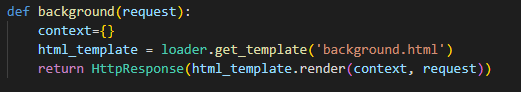 def background(request):
    context={}
    html_template = loader.get_template('background.html')
    return HttpResponse(html_template.render(context, request))